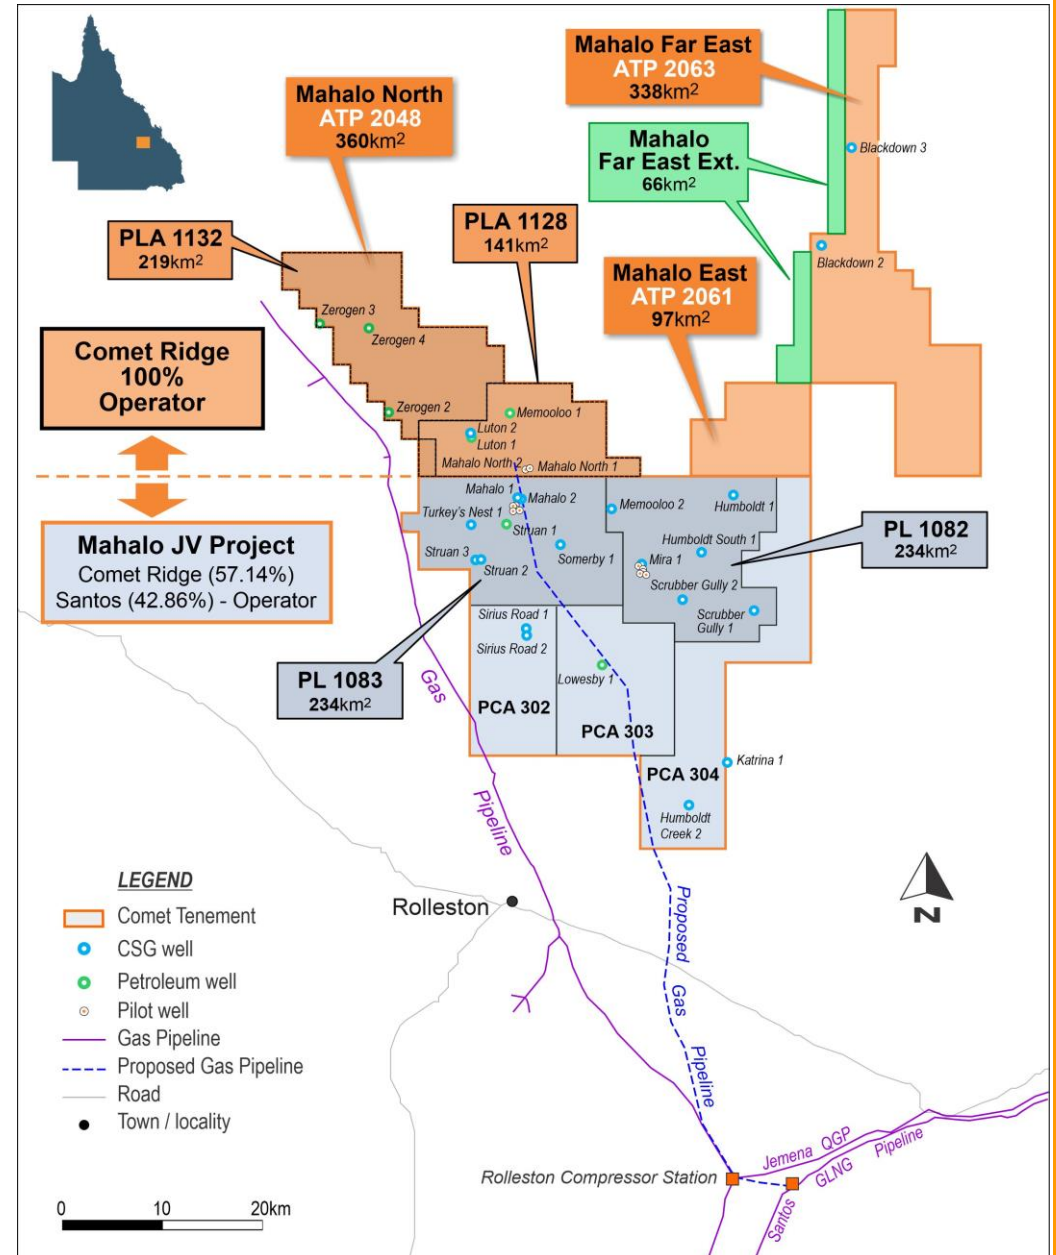 Mahalo Far East
ATP 2063
338km²
Mahalo North
ATP 2048
360km²
Mahalo
Far East Ext.
66km²
Blackdown 3
PLA 1132
219km²
PLA 1128
141km²
Blackdown 2
Mahalo East
ATP 2061
97km²
Zerogen 3
Zerogen 4
Comet Ridge
100%
Operator
Zerogen 2
Memooloo 1
Luton 2
Luton 1
Mahalo North 2
Mahalo North 1
Mahalo 1
Mahalo 2
Memooloo 2
Humboldt 1
Turkey's Nest 1
Struan 1
Humboldt South 1
PL 1082
234km²
Mahalo JV Project
Comet Ridge (57.14%)
Santos (42.86%) - Operator
Struan 3
Struan 2
Somerby 1
Mira 1
Scrubber Gully 2
Scrubber
Gully 1
Sirius Road 1
Sirius Road 2
Lowesby 1
PL 1083
234km²
Gas
Pipeline
PCA 302
PCA 303
PCA 304
Katrina 1
Humboldt
Creek 2
LEGEND
Comet Tenement
CSG well
Petroleum well
Pilot well
Gas Pipeline
Proposed Gas Pipeline
Road
Town / locality
Rolleston
N
Proposed
Gas
Pipeline
Jemena QGP
Santos GLNG Pipeline
Rolleston Compressor Station
0 10 20km